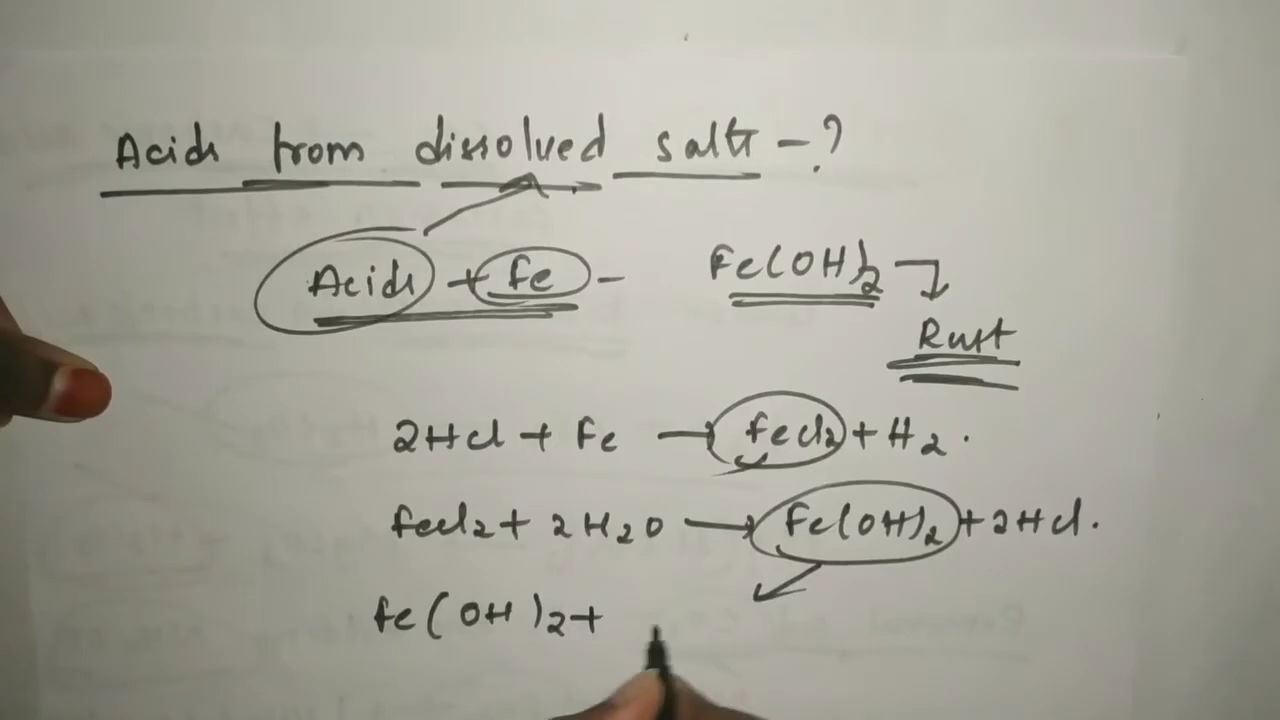 Acids from dissolved salts - ?
Acids + Fe - Fe(OH)2
Rust
2HCl + Fe → FeCl2 + H2.
FeCl2 + 2H2O → Fe(OH)2 + 2HCl.
Fe(OH)2 +